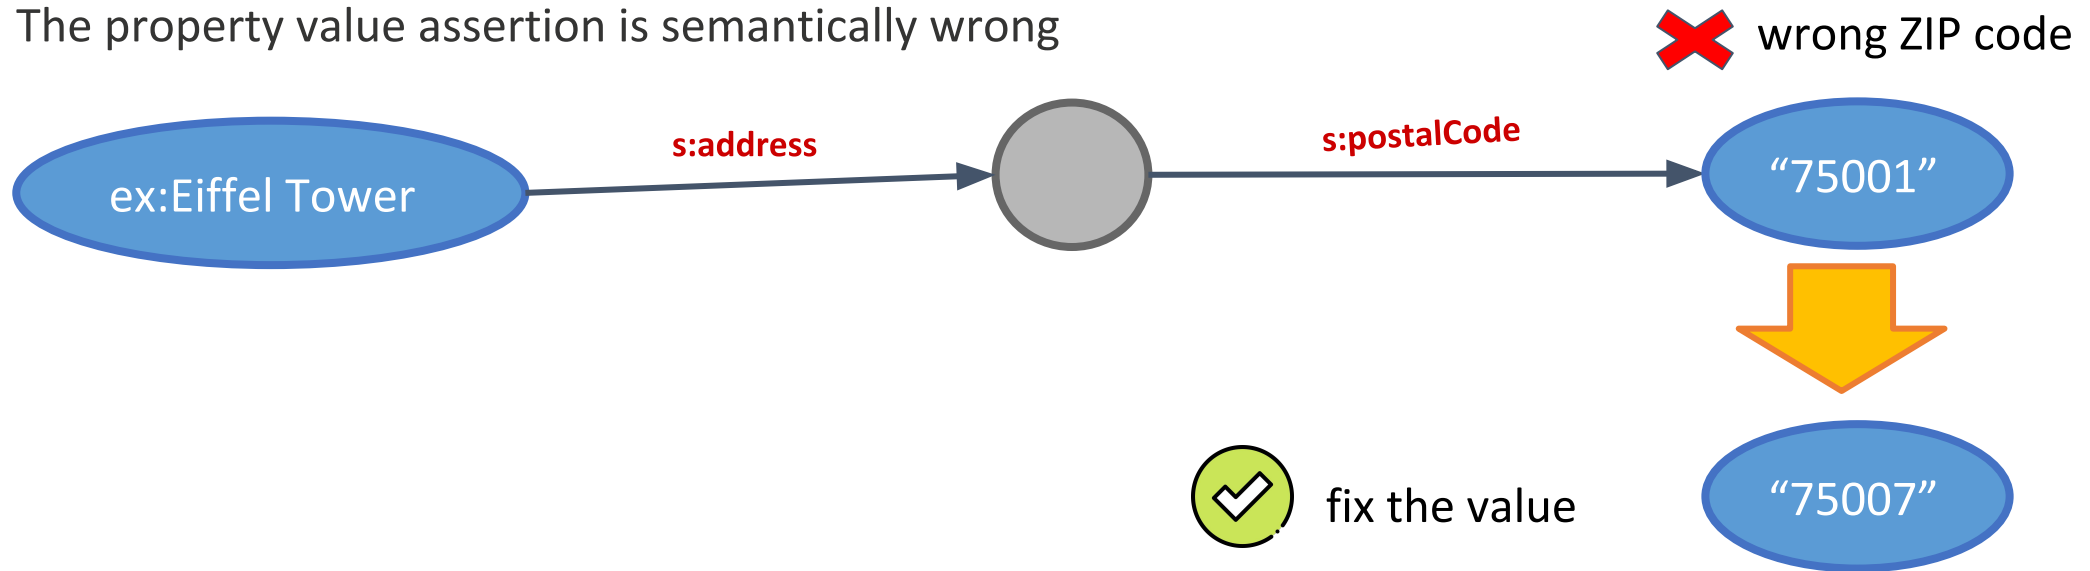 The property value assertion is semantically wrong
wrong ZIP code
ex:Eiffel Tower
s:address
s:postalCode
“75001”
fix the value
“75007”